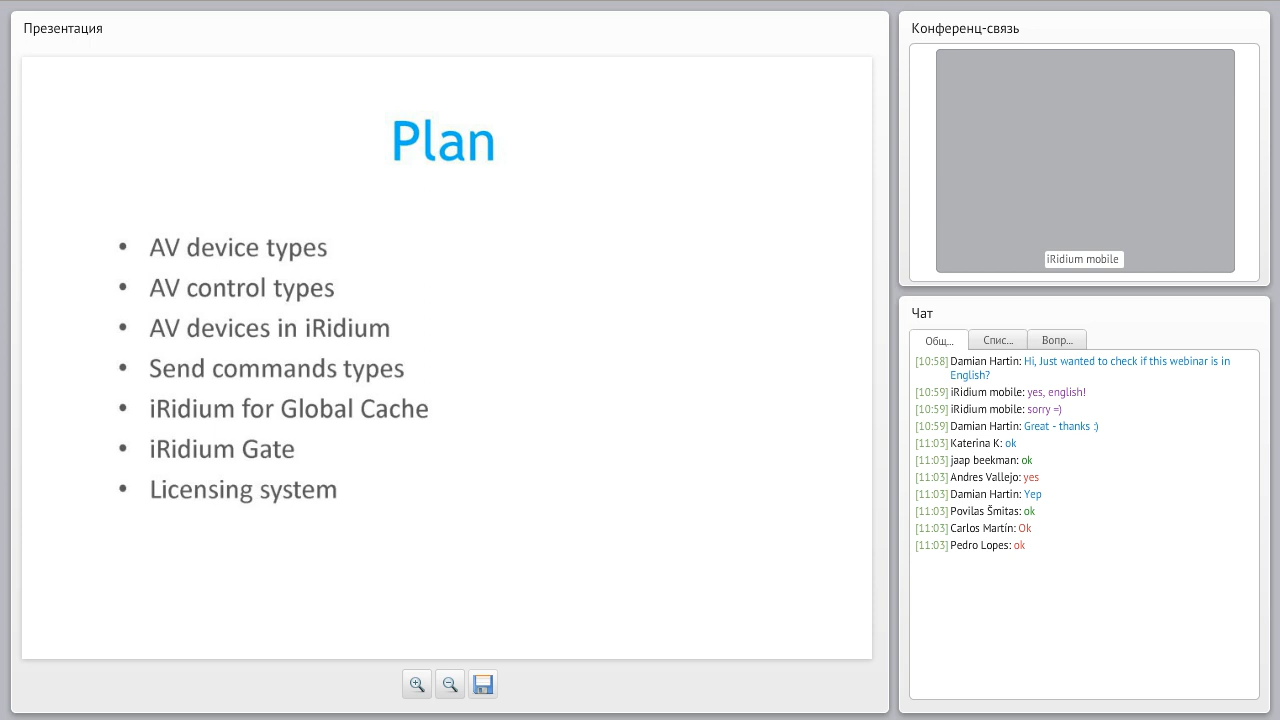 Презентация
Plan
• AV device types
• AV control types
• AV devices in iRidium
• Send commands types
• iRidium for Global Cache
• iRidium Gate
• Licensing system
Конференц-связь
iRidium mobile
Чат
Общ... Спис... Вопр...
[10:58] Damian Hartin: Hi, Just wanted to check if this webinar is in
English?
[10:59] iRidium mobile: yes, english!
[10:59] iRidium mobile: sorry =)
[10:59] Damian Hartin: Great - thanks :)
[11:03] Katerina K: ok
[11:03] jaap beekman: ok
[11:03] Andres Vallejo: yes
[11:03] Damian Hartin: Yep
[11:03] Povilas Šmitas: ok
[11:03] Carlos Martín: Ok
[11:03] Pedro Lopes: ok